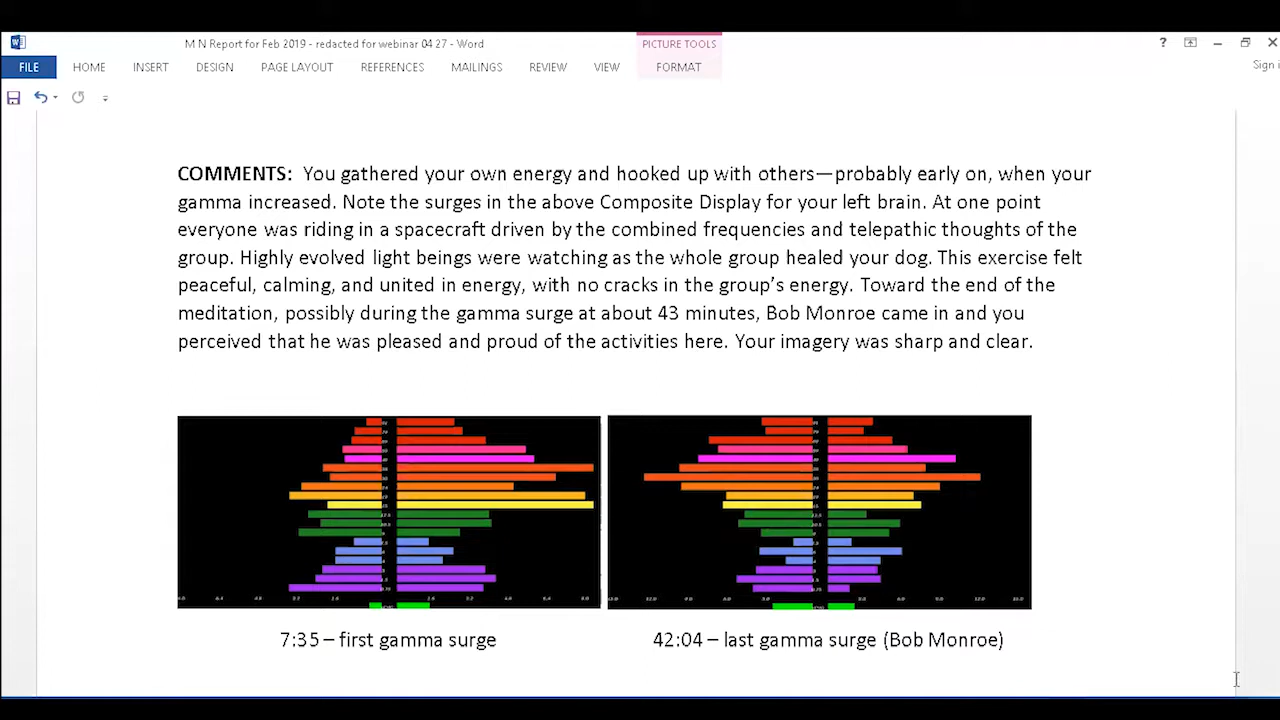 M N Report for Feb 2019 - redacted for webinar 04 27 - Word
PICTURE TOOLS
?
FILE HOME INSERT DESIGN PAGE LAYOUT REFERENCES MAILINGS REVIEW VIEW FORMAT
Sign i
COMMENTS: You gathered your own energy and hooked up with others—probably early on, when your
gamma increased. Note the surges in the above Composite Display for your left brain. At one point
everyone was riding in a spacecraft driven by the combined frequencies and telepathic thoughts of the
group. Highly evolved light beings were watching as the whole group healed your dog. This exercise felt
peaceful, calming, and united in energy, with no cracks in the group's energy. Toward the end of the
meditation, possibly during the gamma surge at about 43 minutes, Bob Monroe came in and you
perceived that he was pleased and proud of the activities here. Your imagery was sharp and clear.
7:35 – first gamma surge
42:04 – last gamma surge (Bob Monroe)